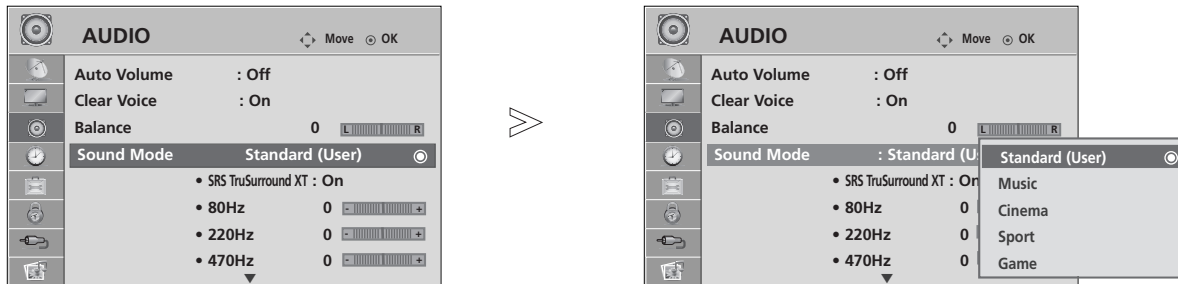 AUDIO Move OK
Auto Volume : Off
Clear Voice : On
Balance 0 L R
Sound Mode Standard (User)
• SRS TruSurround XT : On
• 80Hz 0 - +
• 220Hz 0 - +
• 470Hz 0 - +
AUDIO Move OK
Auto Volume : Off
Clear Voice : On
Balance 0 L R
Sound Mode : Standard (U
• SRS TruSurround XT : On
• 80Hz 0
• 220Hz 0
• 470Hz 0
Standard (User)
Music
Cinema
Sport
Game